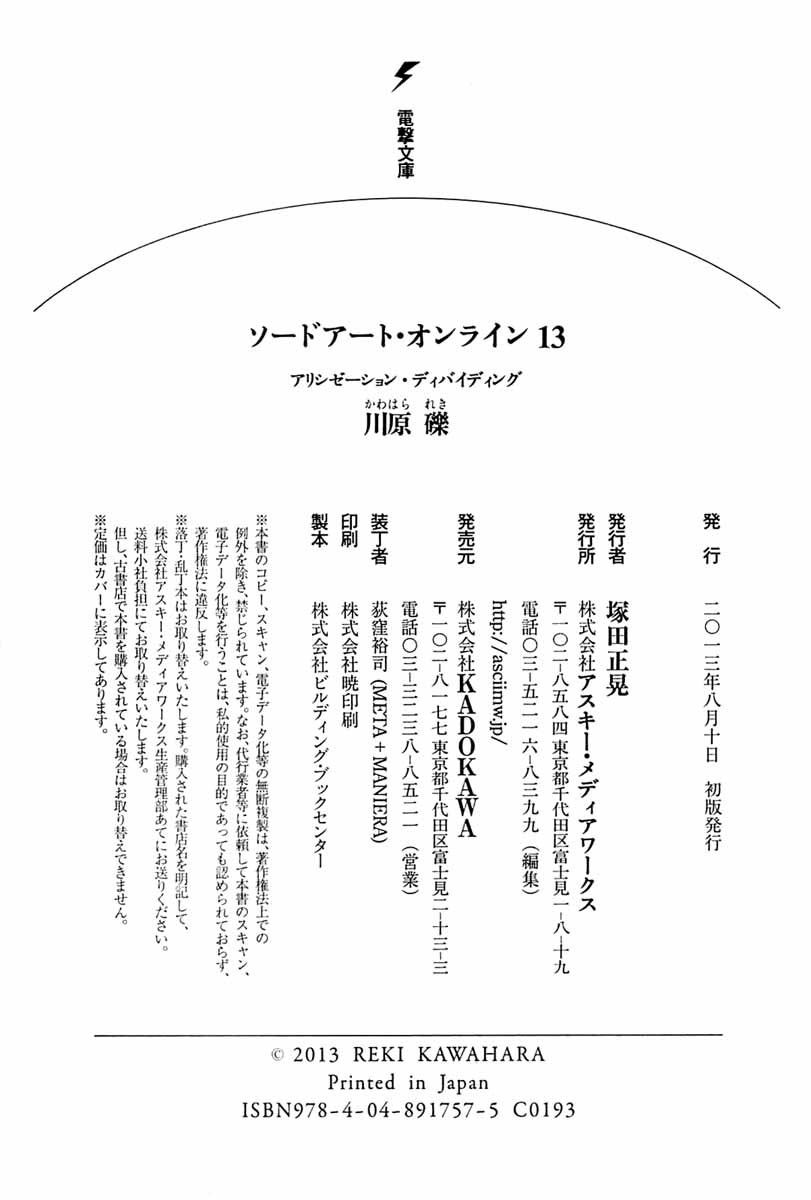 電撃文庫
ソードアート・オンライン13
アリシゼーション・ディバイディング
かわはら れき
川原 礫
発行 二〇一三年八月十日 初版発行
発行者 塚田正晃
発行所 株式会社アスキー・メディアワークス
〒一〇二-八五八四 東京都千代田区富士見一-八-十九
電話〇三-五二一六-八三九九（編集）
http://asciimw.jp/
発売元 株式会社KADOKAWA
〒一〇二-八一七七 東京都千代田区富士見二-十三-三
電話〇三-三二三八-八五二一（営業）
装丁者 荻窪裕司(META + MANIERA)
印刷 株式会社暁印刷
製本 株式会社ビルディング・ブックセンター
※本書のコピー、スキャン、電子データ化等の無断複製は、著作権法上での
例外を除き、禁じられています。なお、代行業者等に依頼して本書のスキャン、
電子データ化等を行うことは、私的使用の目的であっても認められておらず、
著作権法に違反します。
※落丁・乱丁本はお取り替えいたします。購入された書店名を明記して、
株式会社アスキー・メディアワークス生産管理部あてにお送りください。
送料小社負担にてお取り替えいたします。
但し、古書店で本書を購入されている場合はお取り替えできません。
※定価はカバーに表示してあります。
© 2013 REKI KAWAHARA
Printed in Japan
ISBN978-4-04-891757-5 C0193